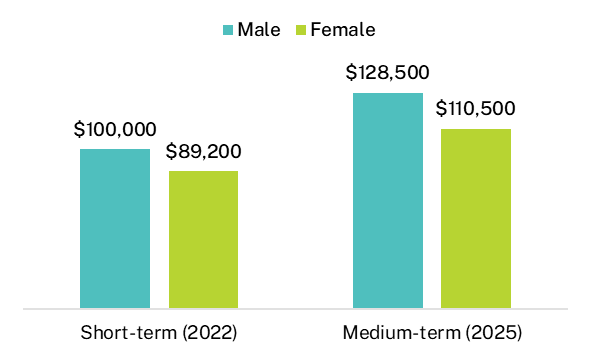 Male Female
$128,500
$110,500
$100,000
$89,200
Short-term (2022) Medium-term (2025)